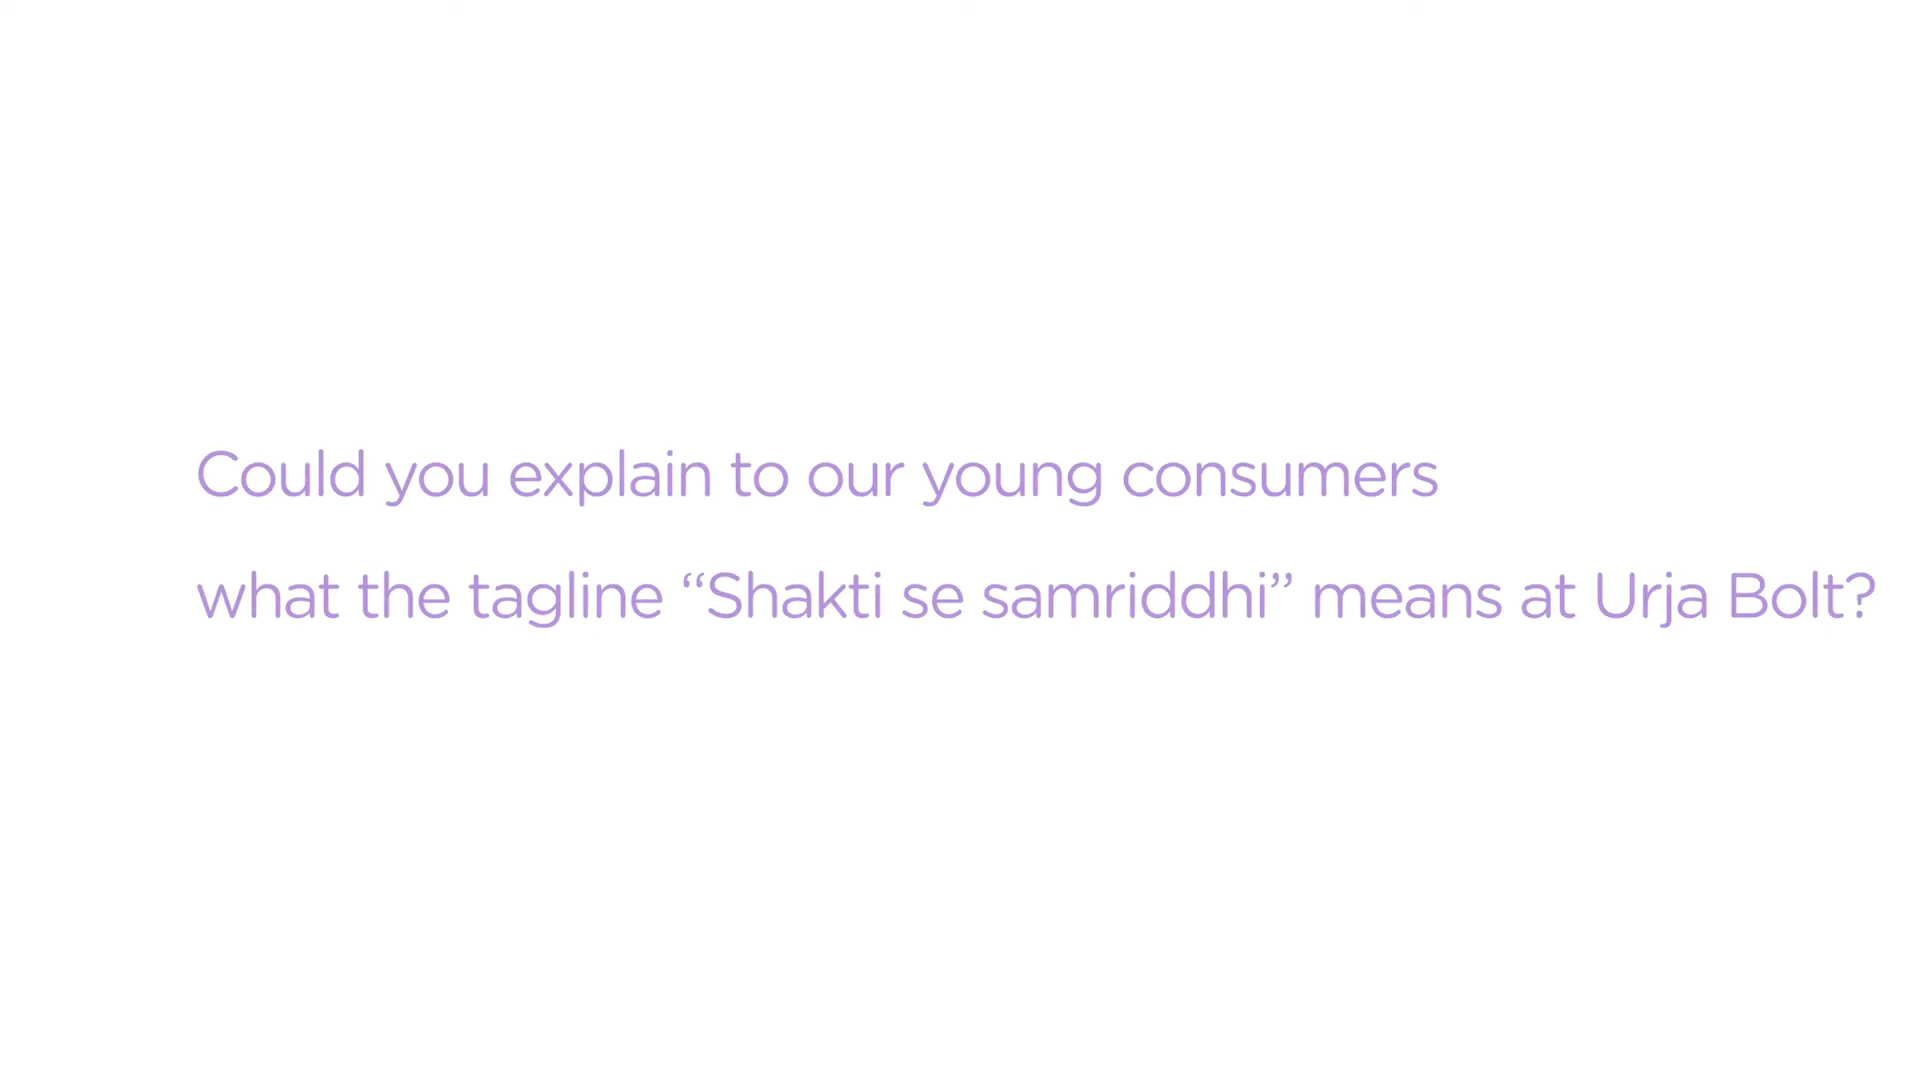 Could you explain to our young consumers
what the tagline “Shakti se samriddhi” means at Urja Bolt?